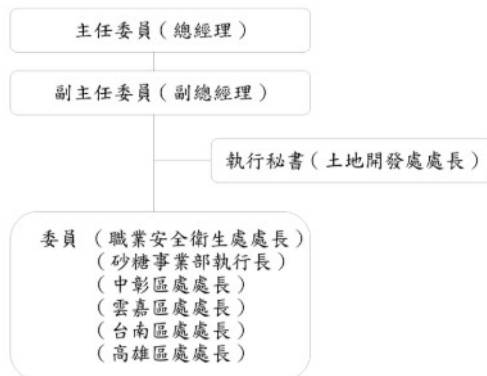 主任委員(總經理)
副主任委員(副總經理)
執行秘書(土地開發處處長)
委員 (職業安全衛生處處長)
(砂糖事業部執行長)
(中彰區處處長)
(雲嘉區處處長)
(台南區處處長)
(高雄區處處長)